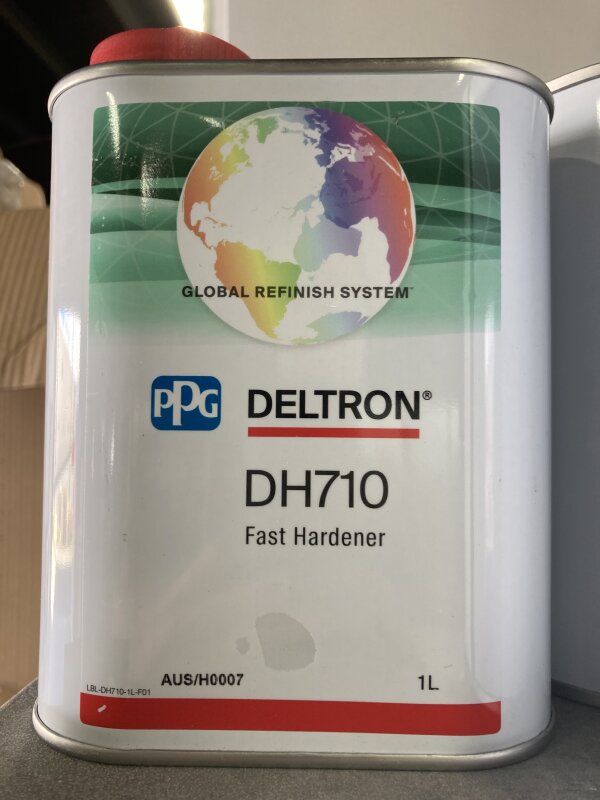 GLOBAL REFINISH SYSTEM™
PPG DELTRON®
DH710
Fast Hardener
AUS/H0007 1L
LBL-DH710-1L-F01